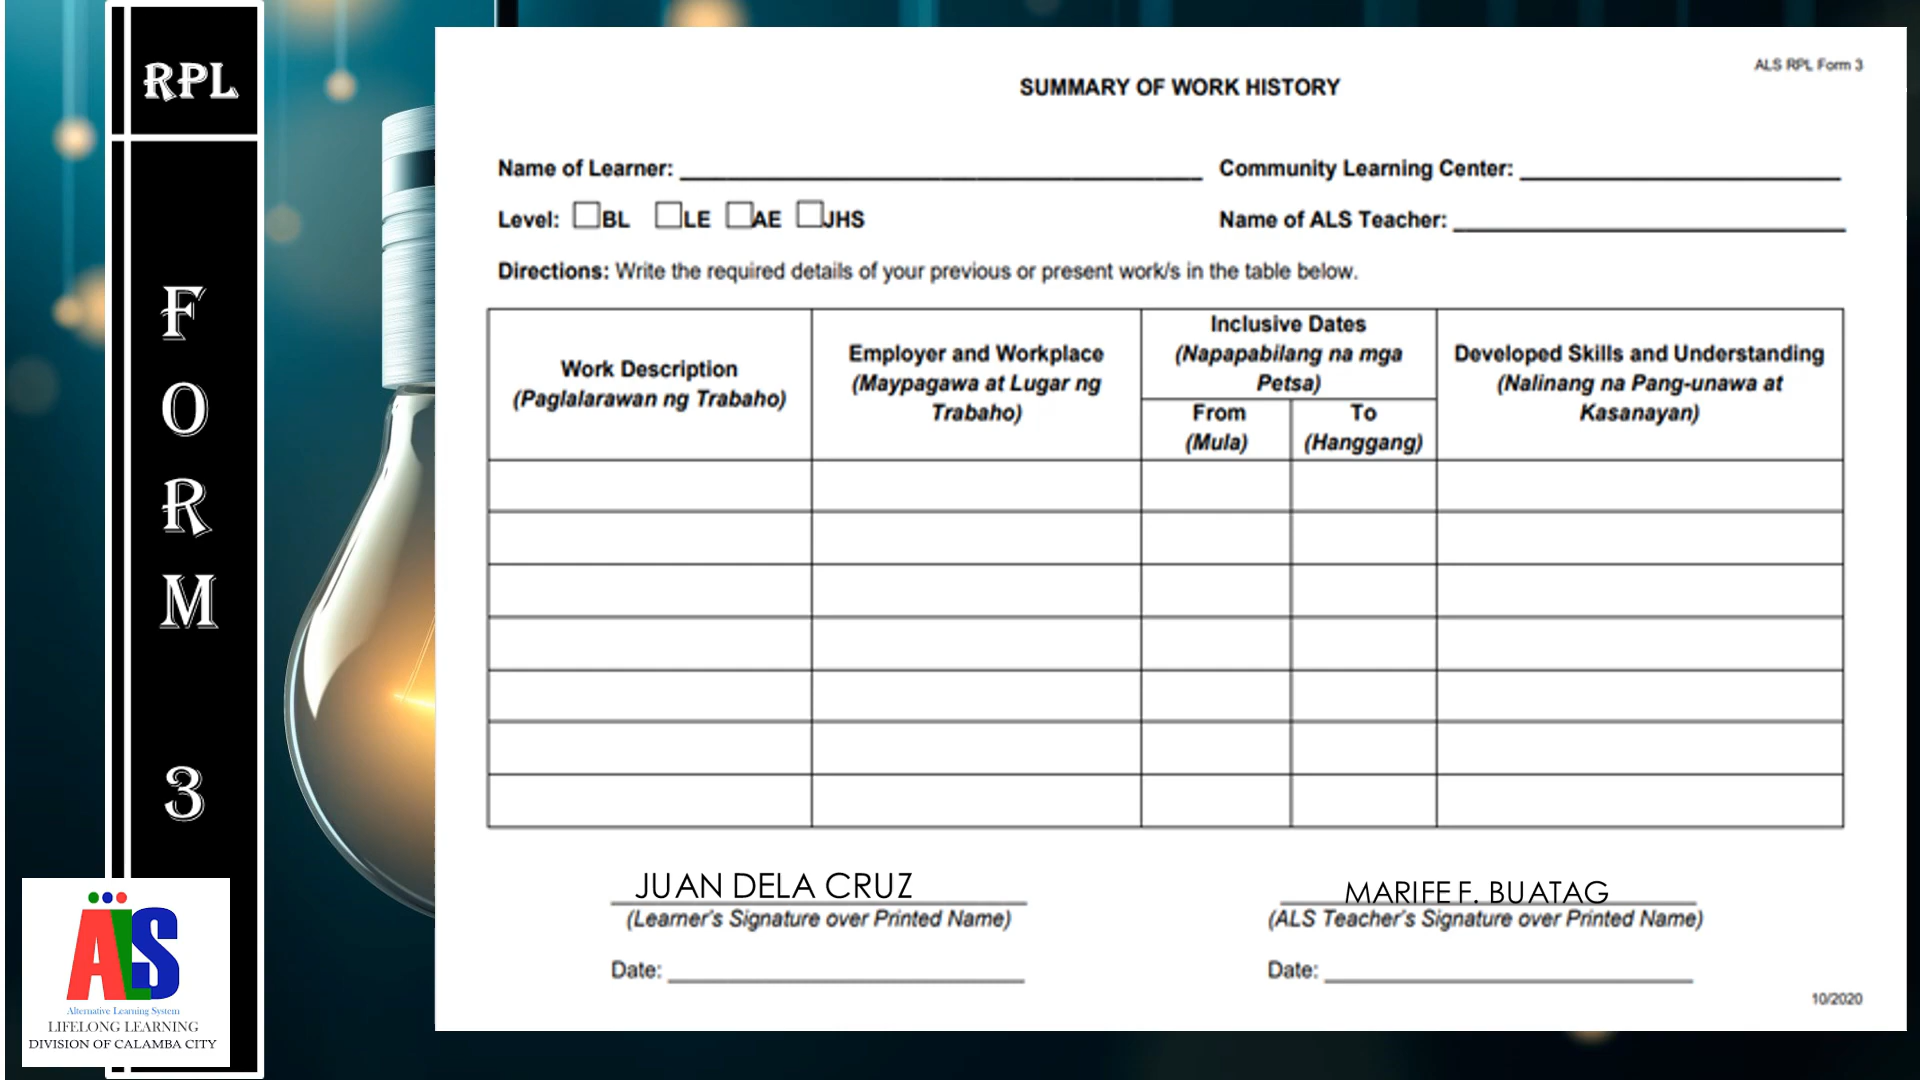 RPL
FORM 3
ALS RPL Form 3
SUMMARY OF WORK HISTORY
Name of Learner: Community Learning Center:
Level: BL LE AE JHS Name of ALS Teacher:
Directions: Write the required details of your previous or present work/s in the table below.
Work Description
(Paglalarawan ng Trabaho)
Employer and Workplace
(Maypagawa at Lugar ng
Trabaho)
Inclusive Dates
(Napapabilang na mga
Petsa)
From
(Mula)
To
(Hanggang)
Developed Skills and Understanding
(Nalinang na Pang-unawa at
Kasanayan)
JUAN DELA CRUZ
(Learner's Signature over Printed Name)
Date:
MARIFE F. BUATAG
(ALS Teacher's Signature over Printed Name)
Date:
10/2020
ALS
Alternative Learning System
LIFELONG LEARNING
DIVISION OF CALAMBA CITY